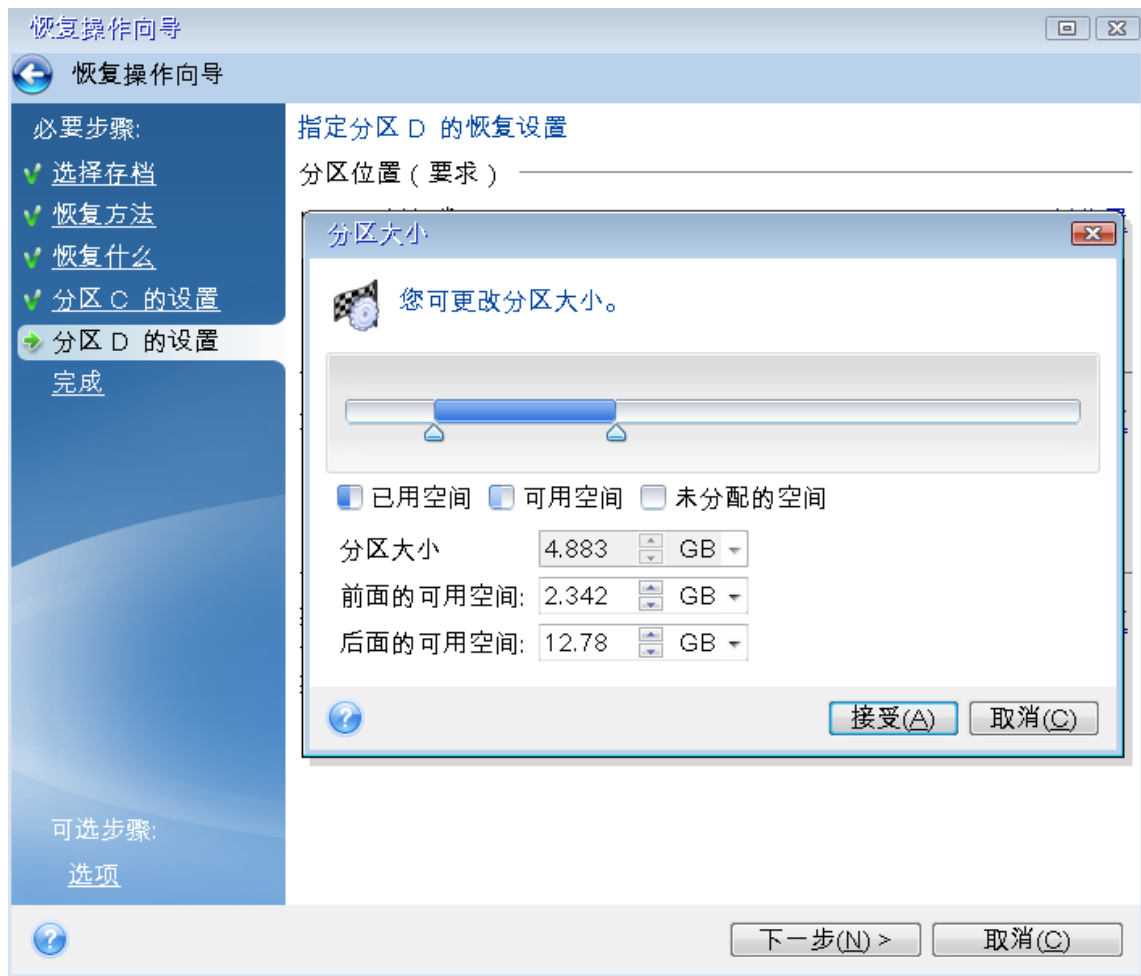 恢复操作向导
恢复操作向导
必要步骤:
选择存档
恢复方法
恢复什么
分区 C 的设置
分区 D 的设置
完成
可选步骤:
选项
指定分区 D 的恢复设置
分区位置 ( 要求 )
分区大小
您可更改分区大小。
已用空间 可用空间 未分配的空间
分区大小 4.883 GB
前面的可用空间: 2.342 GB
后面的可用空间: 12.78 GB
接受(A) 取消(C)
下一步(N) > 取消(C)